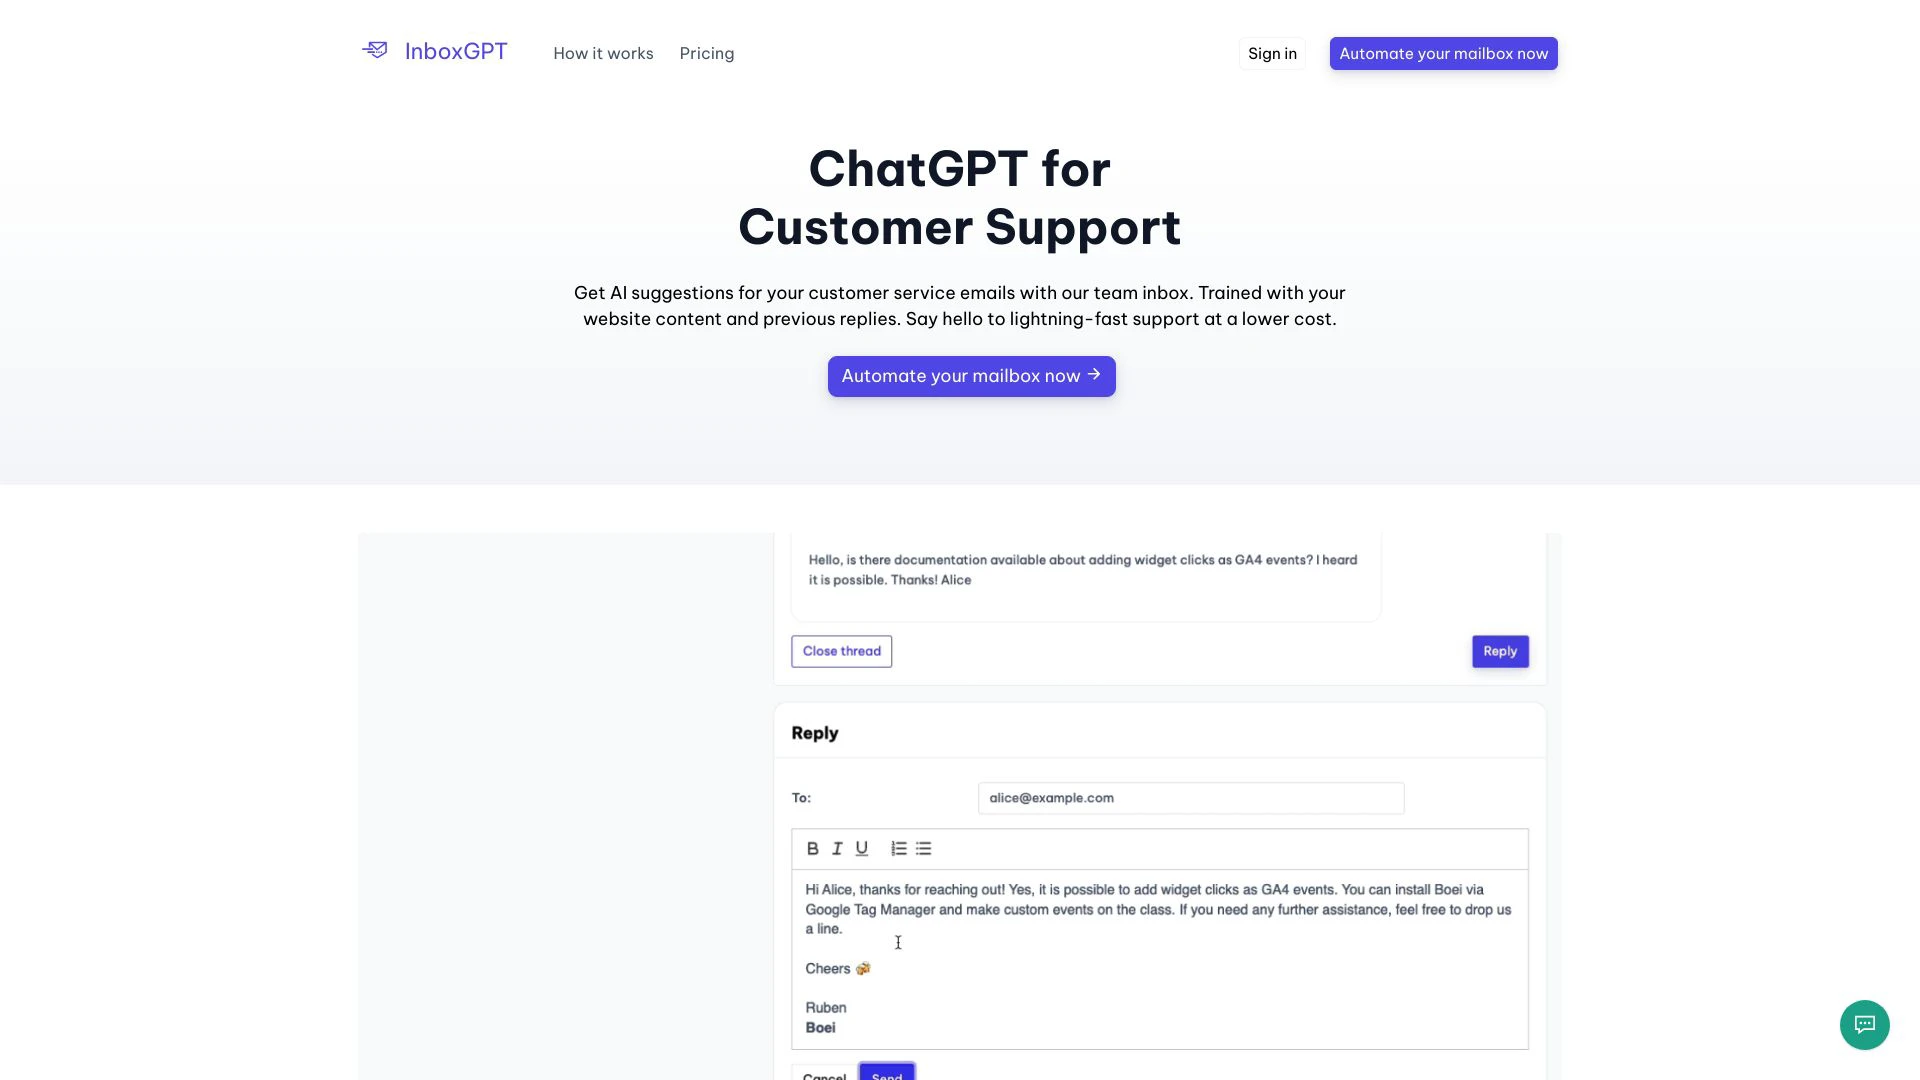 InboxGPT
How it works
Pricing
Sign in
Automate your mailbox now
ChatGPT for
Customer Support
Get AI suggestions for your customer service emails with our team inbox. Trained with your
website content and previous replies. Say hello to lightning-fast support at a lower cost.
Automate your mailbox now →
Hello, is there documentation available about adding widget clicks as GA4 events? I heard
it is possible. Thanks! Alice
Close thread
Reply
Reply
To:
alice@example.com
B I U
Hi Alice, thanks for reaching out! Yes, it is possible to add widget clicks as GA4 events. You can install Boei via
Google Tag Manager and make custom events on the class. If you need any further assistance, feel free to drop us
a line.
Cheers 🐝
Ruben
Boei
Cancel
Send